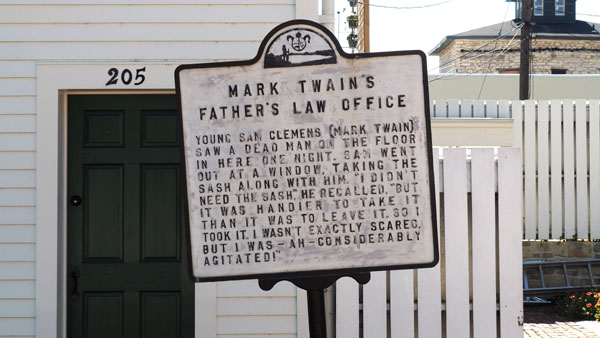 205
MARK TWAIN'S
FATHER'S LAW OFFICE
YOUNG SAM CLEMENS (MARK TWAIN)
SAW A DEAD MAN ON THE FLOOR
IN HERE ONE NIGHT. SAM WENT
OUT AT A WINDOW, TAKING THE
SASH ALONG WITH HIM. "I DIDN'T
NEED THE SASH," HE RECALLED, "BUT
IT WAS HANDIER TO TAKE IT
THAN IT WAS TO LEAVE IT, SO I
TOOK IT. I WASN'T EXACTLY SCARED,
BUT I WAS—AH—CONSIDERABLY
AGITATED!"